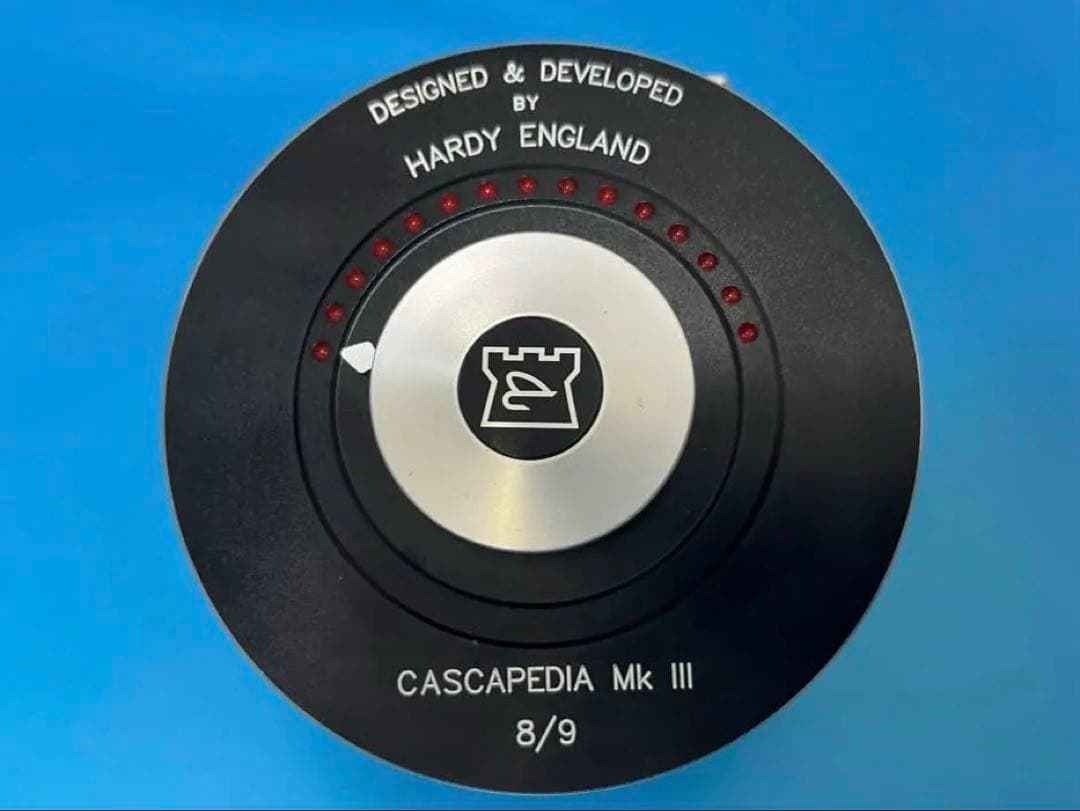 DESIGNED & DEVELOPED
BY
HARDY ENGLAND
CASCAPEDIA Mk III
8/9